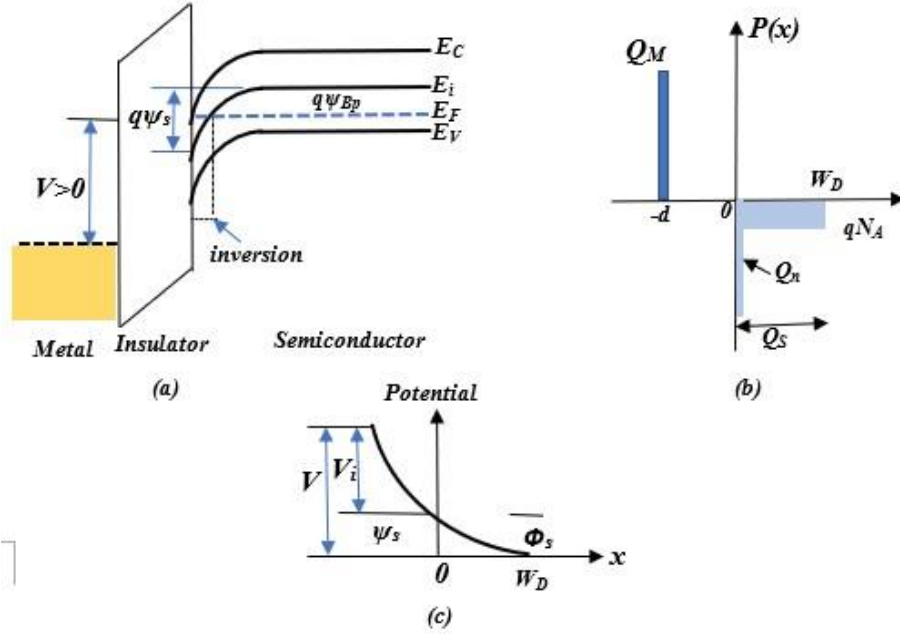 E_C
E_i
qψ_Bp
E_F
E_V
qψ_s
V>0
inversion
Metal
Insulator
Semiconductor
(a)
P(x)
Q_M
W_D
-d
0
qN_A
Q_n
Q_S
(b)
Potential
V
V_i
ψ_s
Φ_s
x
0
W_D
(c)